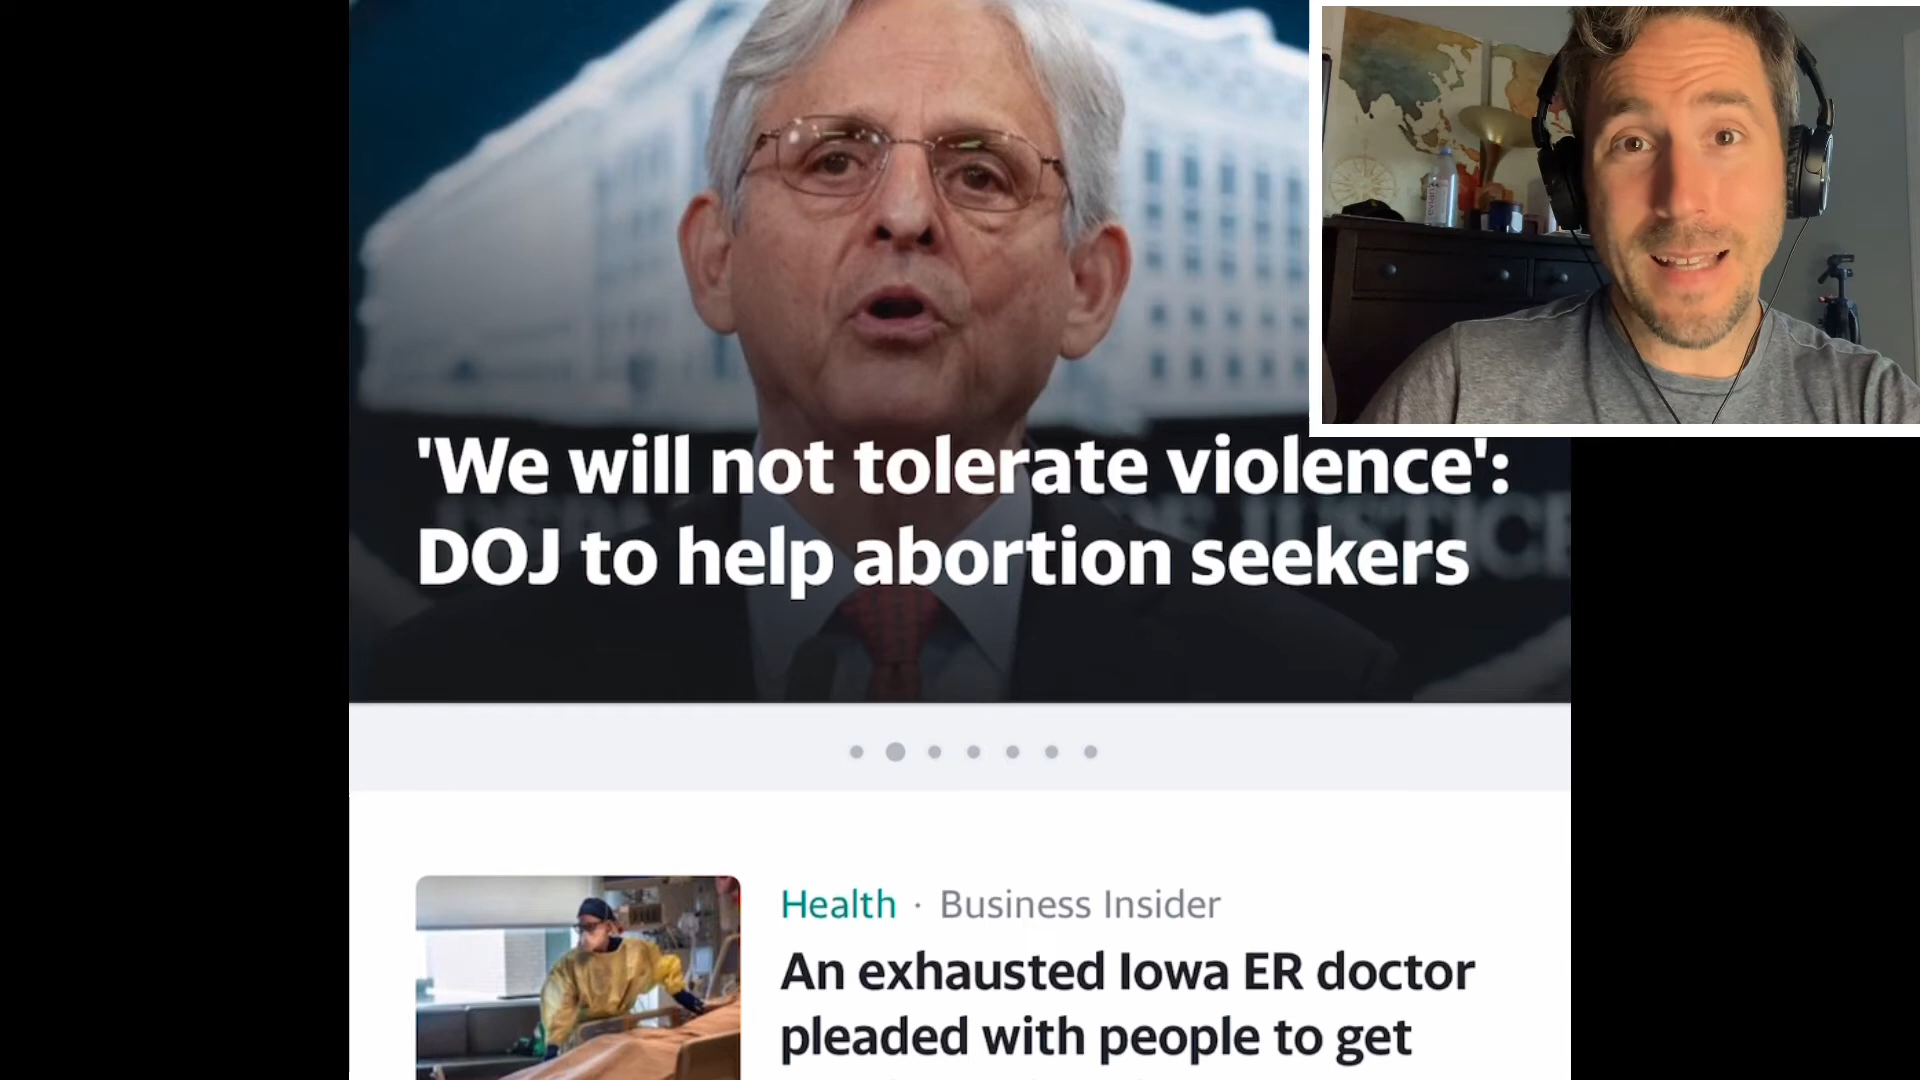 'We will not tolerate violence':
DOJ to help abortion seekers
Health · Business Insider
An exhausted Iowa ER doctor
pleaded with people to get
evian